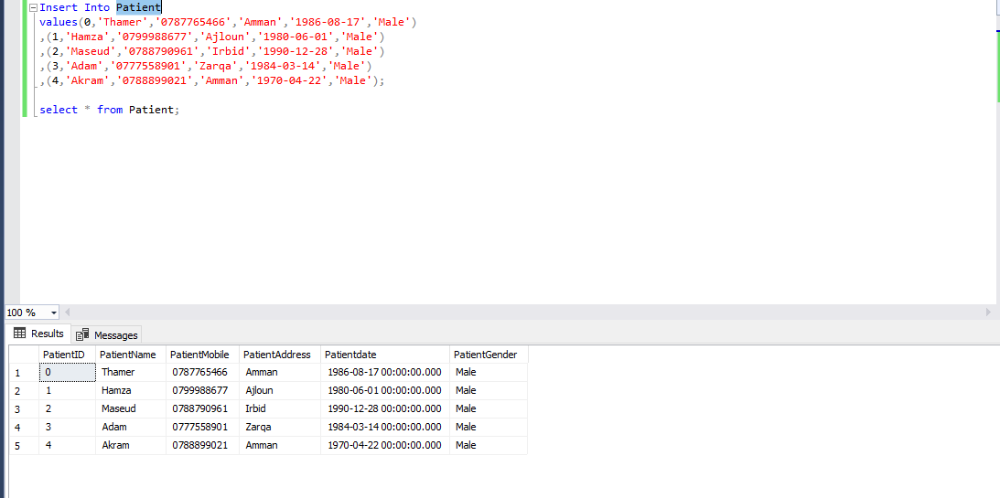 Insert Into Patient
values(0,'Thamer','0787765466','Amman','1986-08-17','Male')
,(1,'Hamza','0799988677','Ajloun','1980-06-01','Male')
,(2,'Maseud','0788790961','Irbid','1990-12-28','Male')
,(3,'Adam','0777558901','Zarqa','1984-03-14','Male')
,(4,'Akram','0788899021','Amman','1970-04-22','Male');
select * from Patient;
100 %
Results Messages
PatientID PatientName PatientMobile PatientAddress Patientdate PatientGender
1 0 Thamer 0787765466 Amman 1986-08-17 00:00:00.000 Male
2 1 Hamza 0799988677 Ajloun 1980-06-01 00:00:00.000 Male
3 2 Maseud 0788790961 Irbid 1990-12-28 00:00:00.000 Male
4 3 Adam 0777558901 Zarqa 1984-03-14 00:00:00.000 Male
5 4 Akram 0788899021 Amman 1970-04-22 00:00:00.000 Male